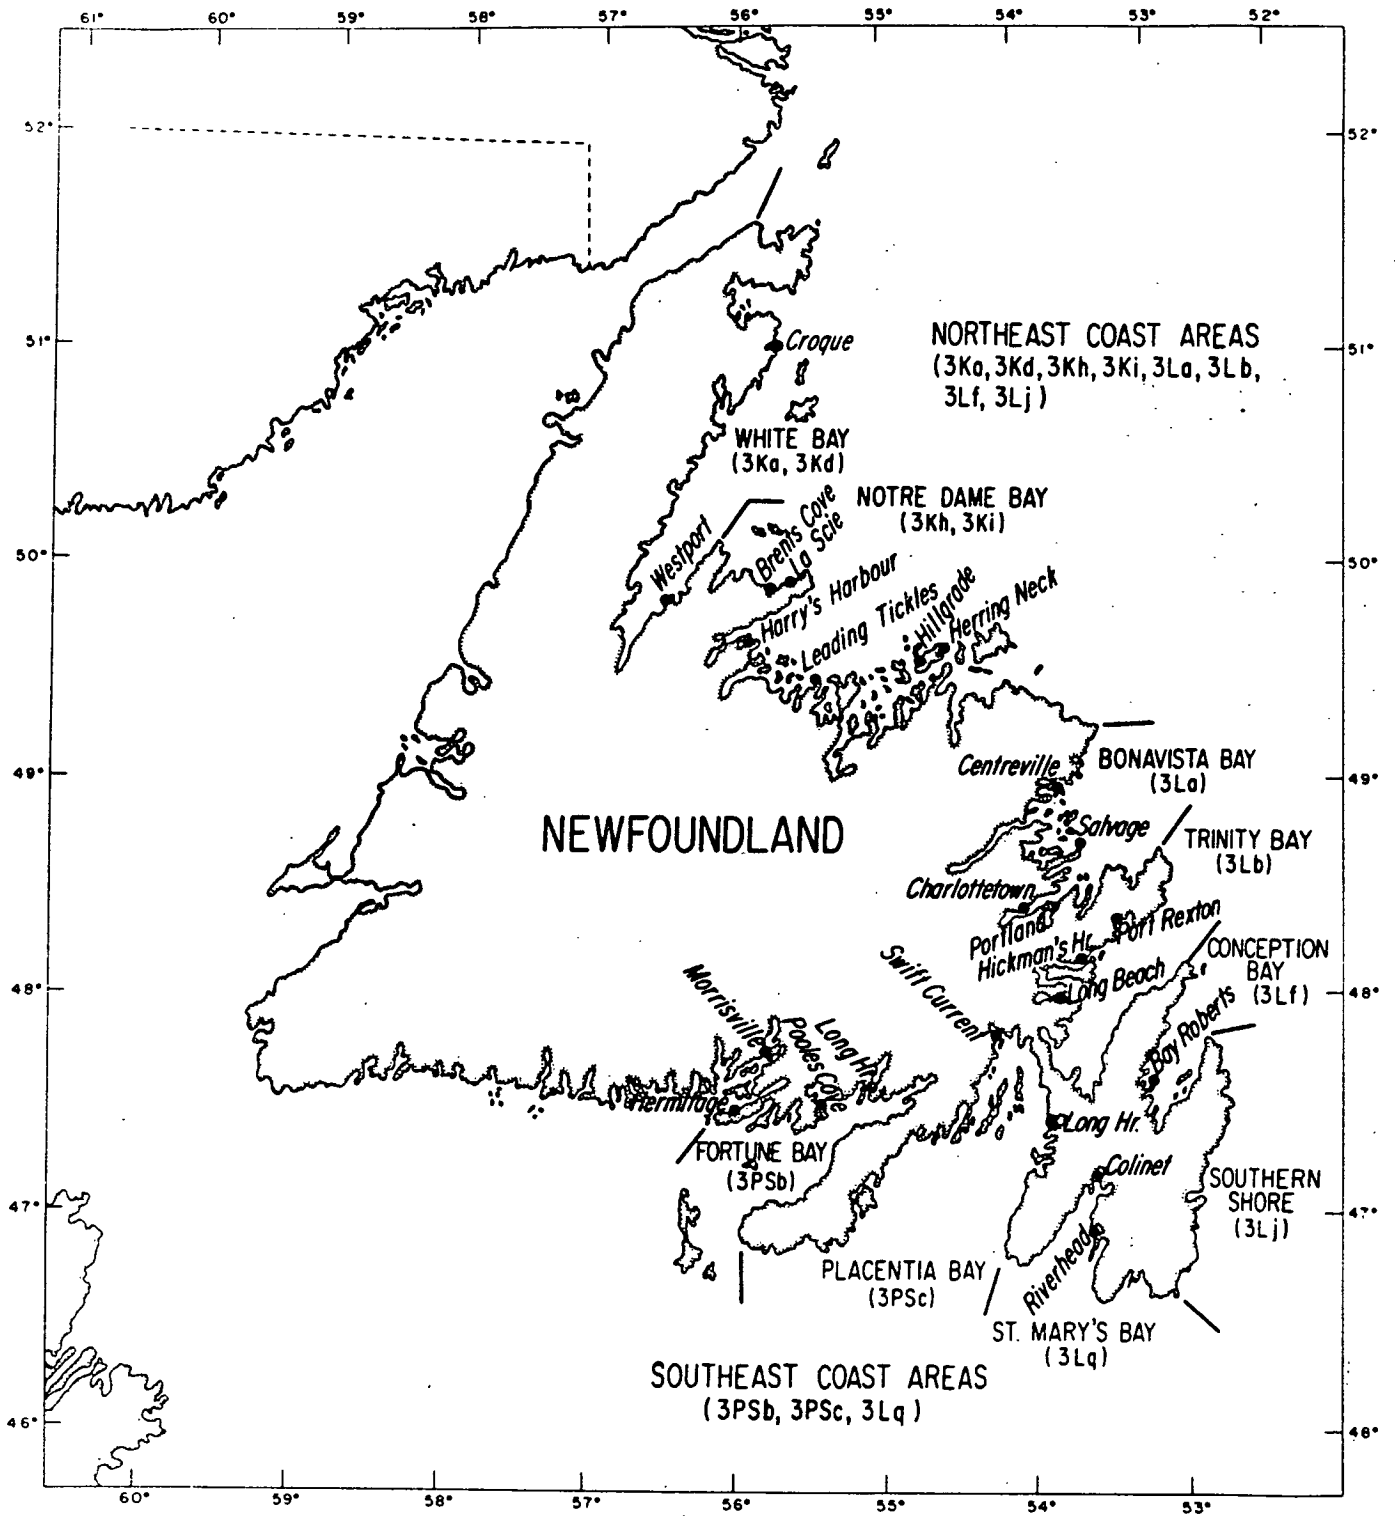 61° 60° 59° 58° 57° 56° 55° 54° 53° 52°
52° 52°
51° 51°
Croque
NORTHEAST COAST AREAS
(3Ka, 3Kd, 3Kh, 3Ki, 3La, 3Lb,
3Lf, 3Lj)
WHITE BAY
(3Ka, 3Kd)
NOTRE DAME BAY
(3Kh, 3Ki)
50° 50°
Westport
Brents Cove
La Scie
Harry's Harbour
Leading Tickles
Hillgrade
Herring Neck
49° 49°
Centreville
BONAVISTA BAY
(3La)
NEWFOUNDLAND
Salvage
TRINITY BAY
(3Lb)
Charlottetown
Portland
Port Rexton
Hickman's Hr.
CONCEPTION
BAY
(3Lf)
Long Beach
48° 48°
Swift Current
Morrisville
Pooles Cove
Long Hr.
Bay Roberts
Hermitage
Long Hr.
FORTUNE BAY
(3PSb)
Colinet
SOUTHERN
SHORE
(3Lj)
47° 47°
Riverhead
PLACENTIA BAY
(3PSc)
ST. MARY'S BAY
(3Lq)
SOUTHEAST COAST AREAS
(3PSb, 3PSc, 3Lq)
46° 46°
60° 59° 58° 57° 56° 55° 54° 53°